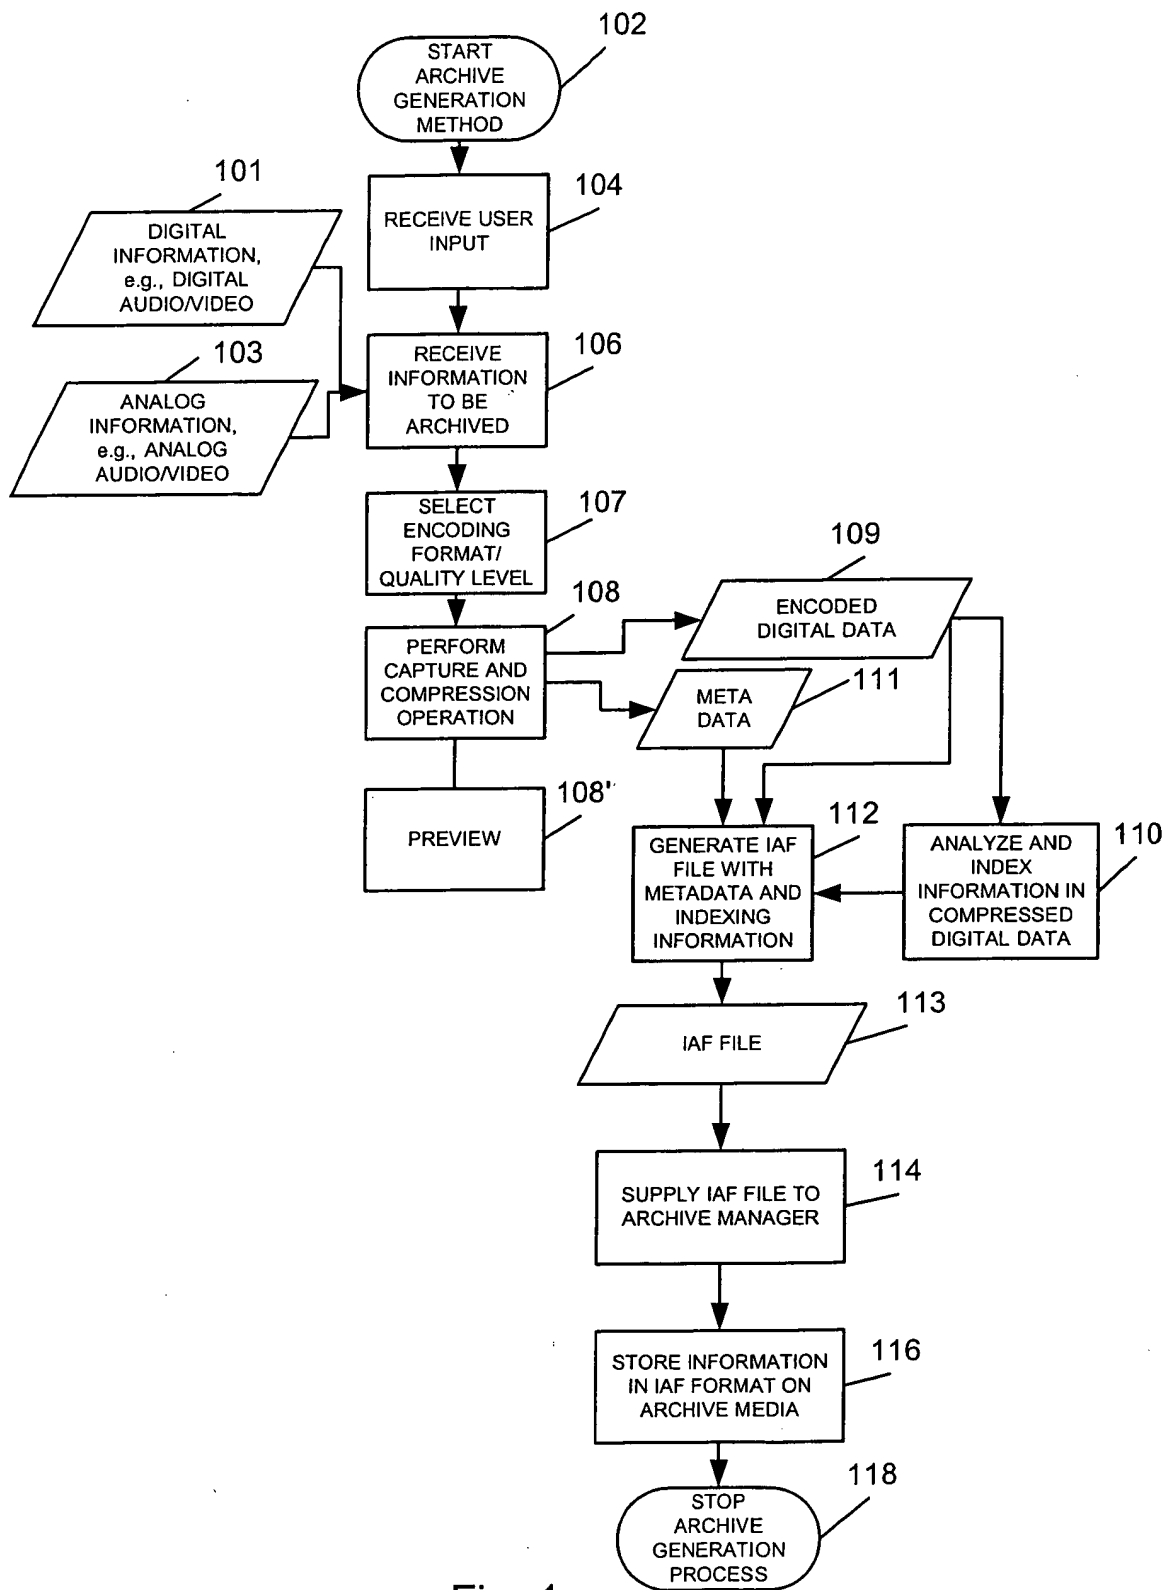 102
START
ARCHIVE
GENERATION
METHOD
101
104
DIGITAL
INFORMATION,
e.g., DIGITAL
AUDIO/VIDEO
RECEIVE USER
INPUT
103
106
ANALOG
INFORMATION,
e.g., ANALOG
AUDIO/VIDEO
RECEIVE
INFORMATION
TO BE
ARCHIVED
107
SELECT
ENCODING
FORMAT/
QUALITY LEVEL
109
108
ENCODED
DIGITAL DATA
PERFORM
CAPTURE AND
COMPRESSION
OPERATION
111
META
DATA
108'
PREVIEW
112
GENERATE IAF
FILE WITH
METADATA AND
INDEXING
INFORMATION
110
ANALYZE AND
INDEX
INFORMATION IN
COMPRESSED
DIGITAL DATA
113
IAF FILE
114
SUPPLY IAF FILE TO
ARCHIVE MANAGER
116
STORE INFORMATION
IN IAF FORMAT ON
ARCHIVE MEDIA
118
STOP
ARCHIVE
GENERATION
PROCESS